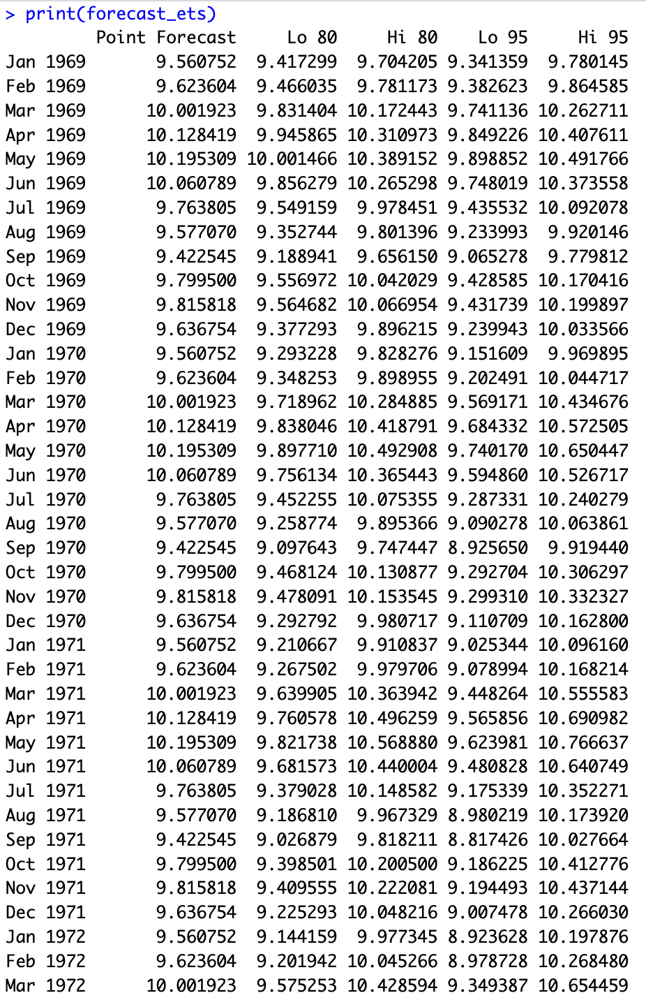 > print(forecast_ets)
         Point Forecast     Lo 80     Hi 80    Lo 95     Hi 95
Jan 1969       9.560752  9.417299  9.704205 9.341359  9.780145
Feb 1969       9.623604  9.466035  9.781173 9.382623  9.864585
Mar 1969      10.001923  9.831404 10.172443 9.741136 10.262711
Apr 1969      10.128419  9.945865 10.310973 9.849226 10.407611
May 1969      10.195309 10.001466 10.389152 9.898852 10.491766
Jun 1969      10.060789  9.856279 10.265298 9.748019 10.373558
Jul 1969       9.763805  9.549159  9.978451 9.435532 10.092078
Aug 1969       9.577070  9.352744  9.801396 9.233993  9.920146
Sep 1969       9.422545  9.188941  9.656150 9.065278  9.779812
Oct 1969       9.799500  9.556972 10.042029 9.428585 10.170416
Nov 1969       9.815818  9.564682 10.066954 9.431739 10.199897
Dec 1969       9.636754  9.377293  9.896215 9.239943 10.033566
Jan 1970       9.560752  9.293228  9.828276 9.151609  9.969895
Feb 1970       9.623604  9.348253  9.898955 9.202491 10.044717
Mar 1970      10.001923  9.718962 10.284885 9.569171 10.434676
Apr 1970      10.128419  9.838046 10.418791 9.684332 10.572505
May 1970      10.195309  9.897710 10.492908 9.740170 10.650447
Jun 1970      10.060789  9.756134 10.365443 9.594860 10.526717
Jul 1970       9.763805  9.452255 10.075355 9.287331 10.240279
Aug 1970       9.577070  9.258774  9.895366 9.090278 10.063861
Sep 1970       9.422545  9.097643  9.747447 8.925650  9.919440
Oct 1970       9.799500  9.468124 10.130877 9.292704 10.306297
Nov 1970       9.815818  9.478091 10.153545 9.299310 10.332327
Dec 1970       9.636754  9.292792  9.980717 9.110709 10.162800
Jan 1971       9.560752  9.210667  9.910837 9.025344 10.096160
Feb 1971       9.623604  9.267502  9.979706 9.078994 10.168214
Mar 1971      10.001923  9.639905 10.363942 9.448264 10.555583
Apr 1971      10.128419  9.760578 10.496259 9.565856 10.690982
May 1971      10.195309  9.821738 10.568880 9.623981 10.766637
Jun 1971      10.060789  9.681573 10.440004 9.480828 10.640749
Jul 1971       9.763805  9.379028 10.148582 9.175339 10.352271
Aug 1971       9.577070  9.186810  9.967329 8.980219 10.173920
Sep 1971       9.422545  9.026879  9.818211 8.817426 10.027664
Oct 1971       9.799500  9.398501 10.200500 9.186225 10.412776
Nov 1971       9.815818  9.409555 10.222081 9.194493 10.437144
Dec 1971       9.636754  9.225293 10.048216 9.007478 10.266030
Jan 1972       9.560752  9.144159  9.977345 8.923628 10.197876
Feb 1972       9.623604  9.201942 10.045266 8.978728 10.268480
Mar 1972      10.001923  9.575253 10.428594 9.349387 10.654459